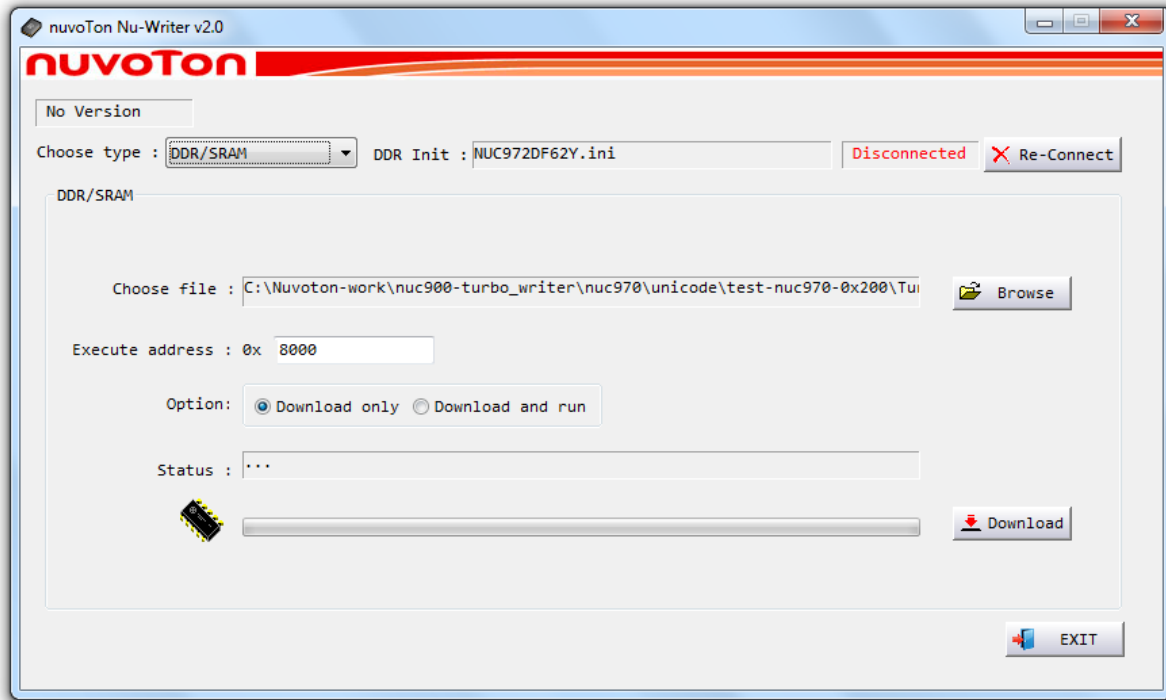 nuvoTon Nu-Writer v2.0
nuvoTon
No Version
Choose type : DDR/SRAM DDR Init : NUC972DF62Y.ini Disconnected Re-Connect
DDR/SRAM
Choose file : C:\Nuvoton-work\nuc900-turbo_writer\nuc970\unicode\test-nuc970-0x200\Tu Browse
Execute address : 0x 8000
Option: Download only Download and run
Status : ...
Download
EXIT